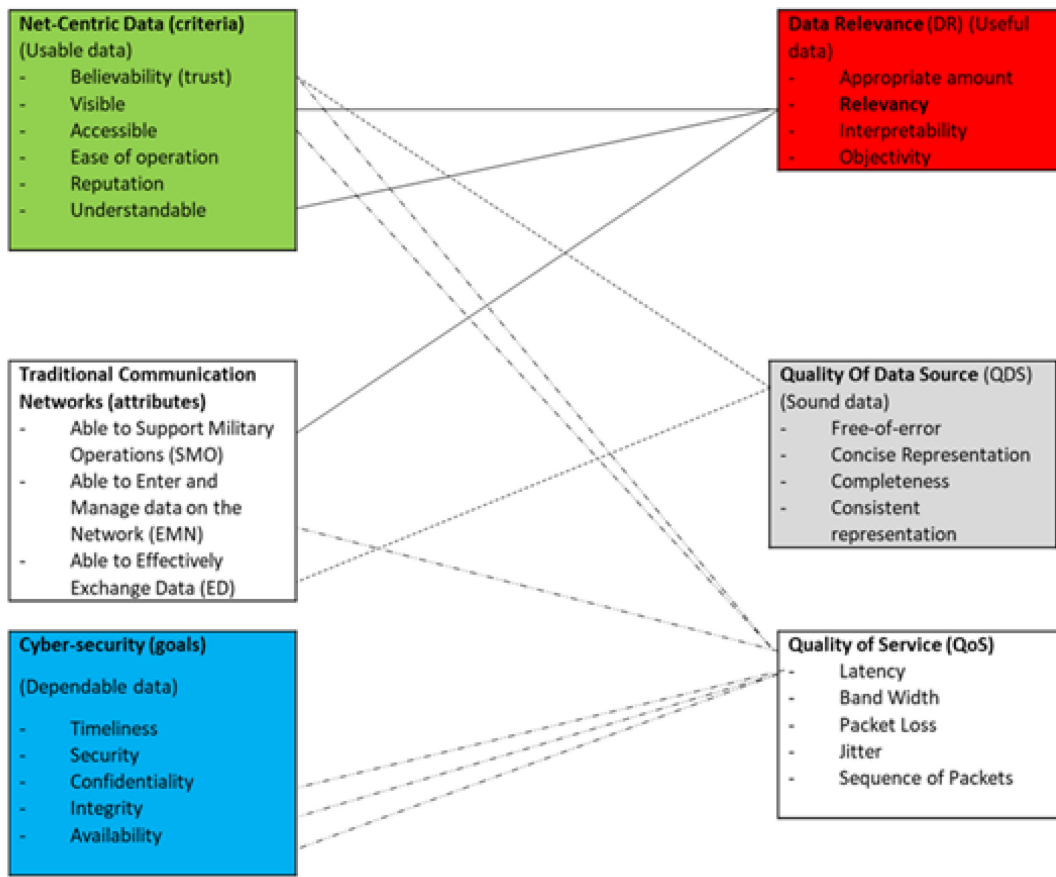 Net-Centric Data (criteria)
(Usable data)
- Believability (trust)
- Visible
- Accessible
- Ease of operation
- Reputation
- Understandable
Data Relevance (DR) (Useful
data)
- Appropriate amount
- Relevancy
- Interpretability
- Objectivity
Traditional Communication
Networks (attributes)
- Able to Support Military
Operations (SMO)
- Able to Enter and
Manage data on the
Network (EMN)
- Able to Effectively
Exchange Data (ED)
Quality Of Data Source (QDS)
(Sound data)
- Free-of-error
- Concise Representation
- Completeness
- Consistent
representation
Cyber-security (goals)
(Dependable data)
- Timeliness
- Security
- Confidentiality
- Integrity
- Availability
Quality of Service (QoS)
- Latency
- Band Width
- Packet Loss
- Jitter
- Sequence of Packets